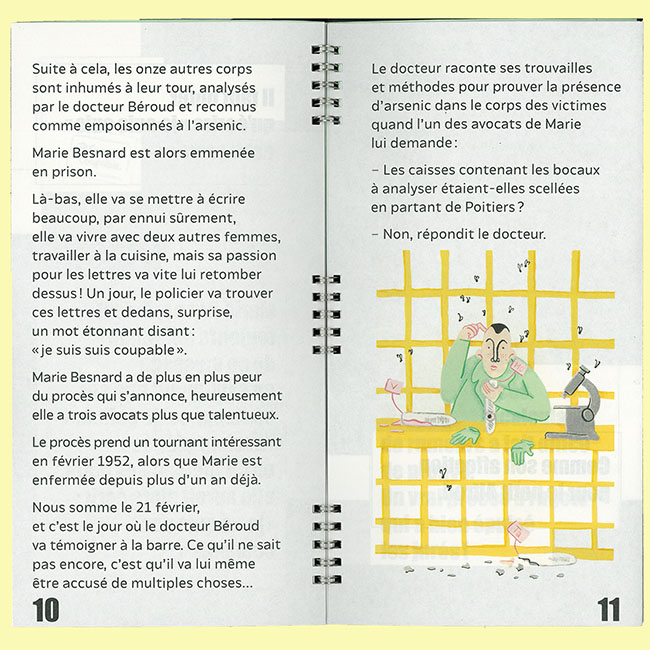 Suite à cela, les onze autres corps
sont inhumés à leur tour, analysés
par le docteur Béroud et reconnus
comme empoisonnés à l'arsenic.
Marie Besnard est alors emmenée
en prison.
Là-bas, elle va se mettre à écrire
beaucoup, par ennui sûrement,
elle va vivre avec deux autres femmes,
travailler à la cuisine, mais sa passion
pour les lettres va vite lui retomber
dessus ! Un jour, le policier va trouver
ces lettres et dedans, surprise,
un mot étonnant disant :
« je suis suis coupable ».
Marie Besnard a de plus en plus peur
du procès qui s'annonce, heureusement
elle a trois avocats plus que talentueux.
Le procès prend un tournant intéressant
en février 1952, alors que Marie est
enfermée depuis plus d'un an déjà.
Nous somme le 21 février,
et c'est le jour où le docteur Béroud
va témoigner à la barre. Ce qu'il ne sait
pas encore, c'est qu'il va lui même
être accusé de multiples choses...
10
Le docteur raconte ses trouvailles
et méthodes pour prouver la présence
d'arsenic dans le corps des victimes
quand l'un des avocats de Marie
lui demande :
– Les caisses contenant les bocaux
à analyser étaient-elles scellées
en partant de Poitiers ?
– Non, répondit le docteur.
11